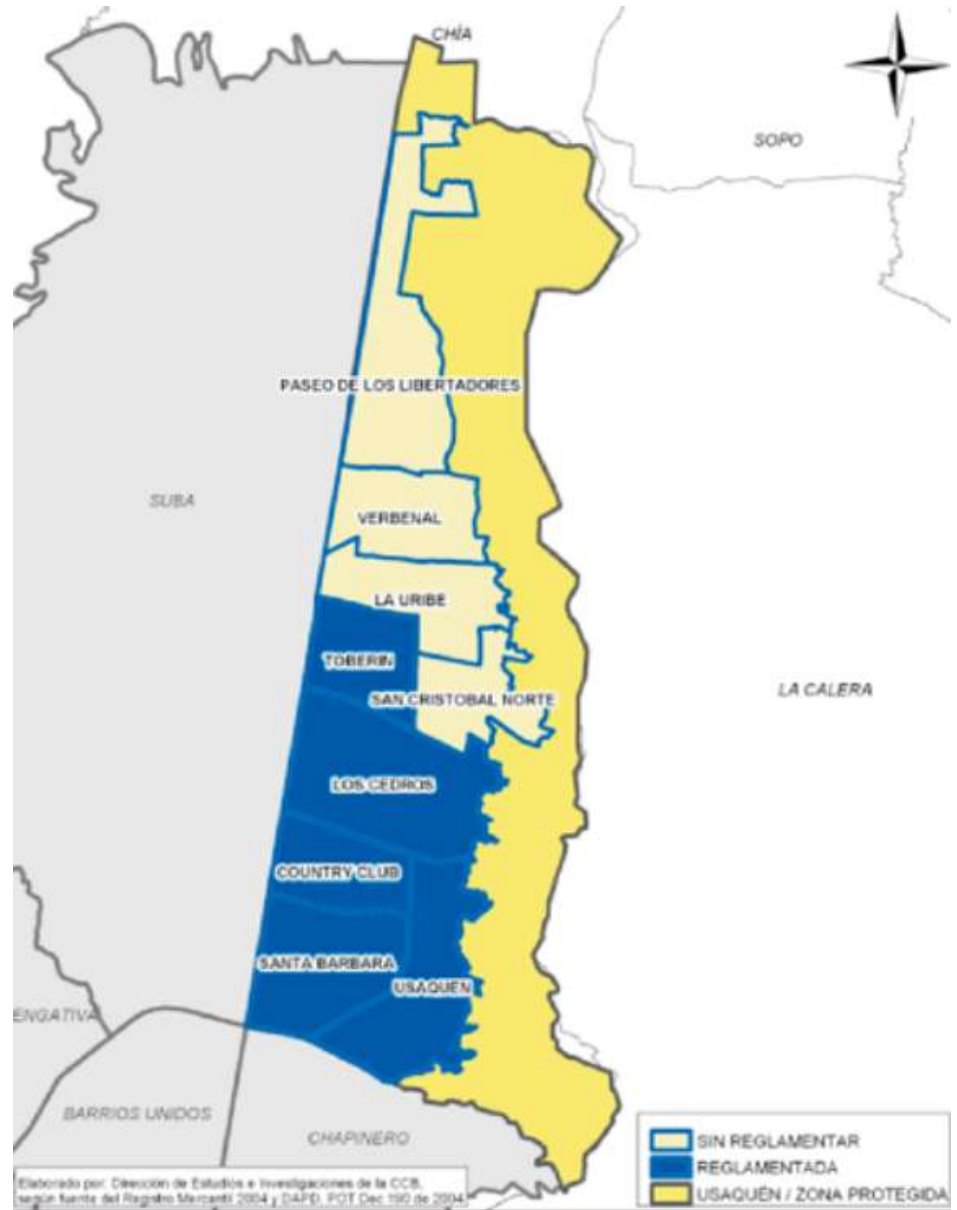 CHÍA
SOPO
PASEO DE LOS LIBERTADORES
SUBA
VERBENAL
LA URIBE
TOBERIN
SAN CRISTOBAL NORTE
LA CALERA
LOS CEDROS
COUNTRY CLUB
SANTA BARBARA
USAQUEN
ENGATIVA
BARRIOS UNIDOS
CHAPINERO
SIN REGLAMENTAR
REGLAMENTADA
USAQUÉN / ZONA PROTEGIDA
Elaborado por: Dirección de Estudios e Investigaciones de la CCB,
según fuente del Registro Mercantil 2004 y DAPD, POT Dec 190 de 2004